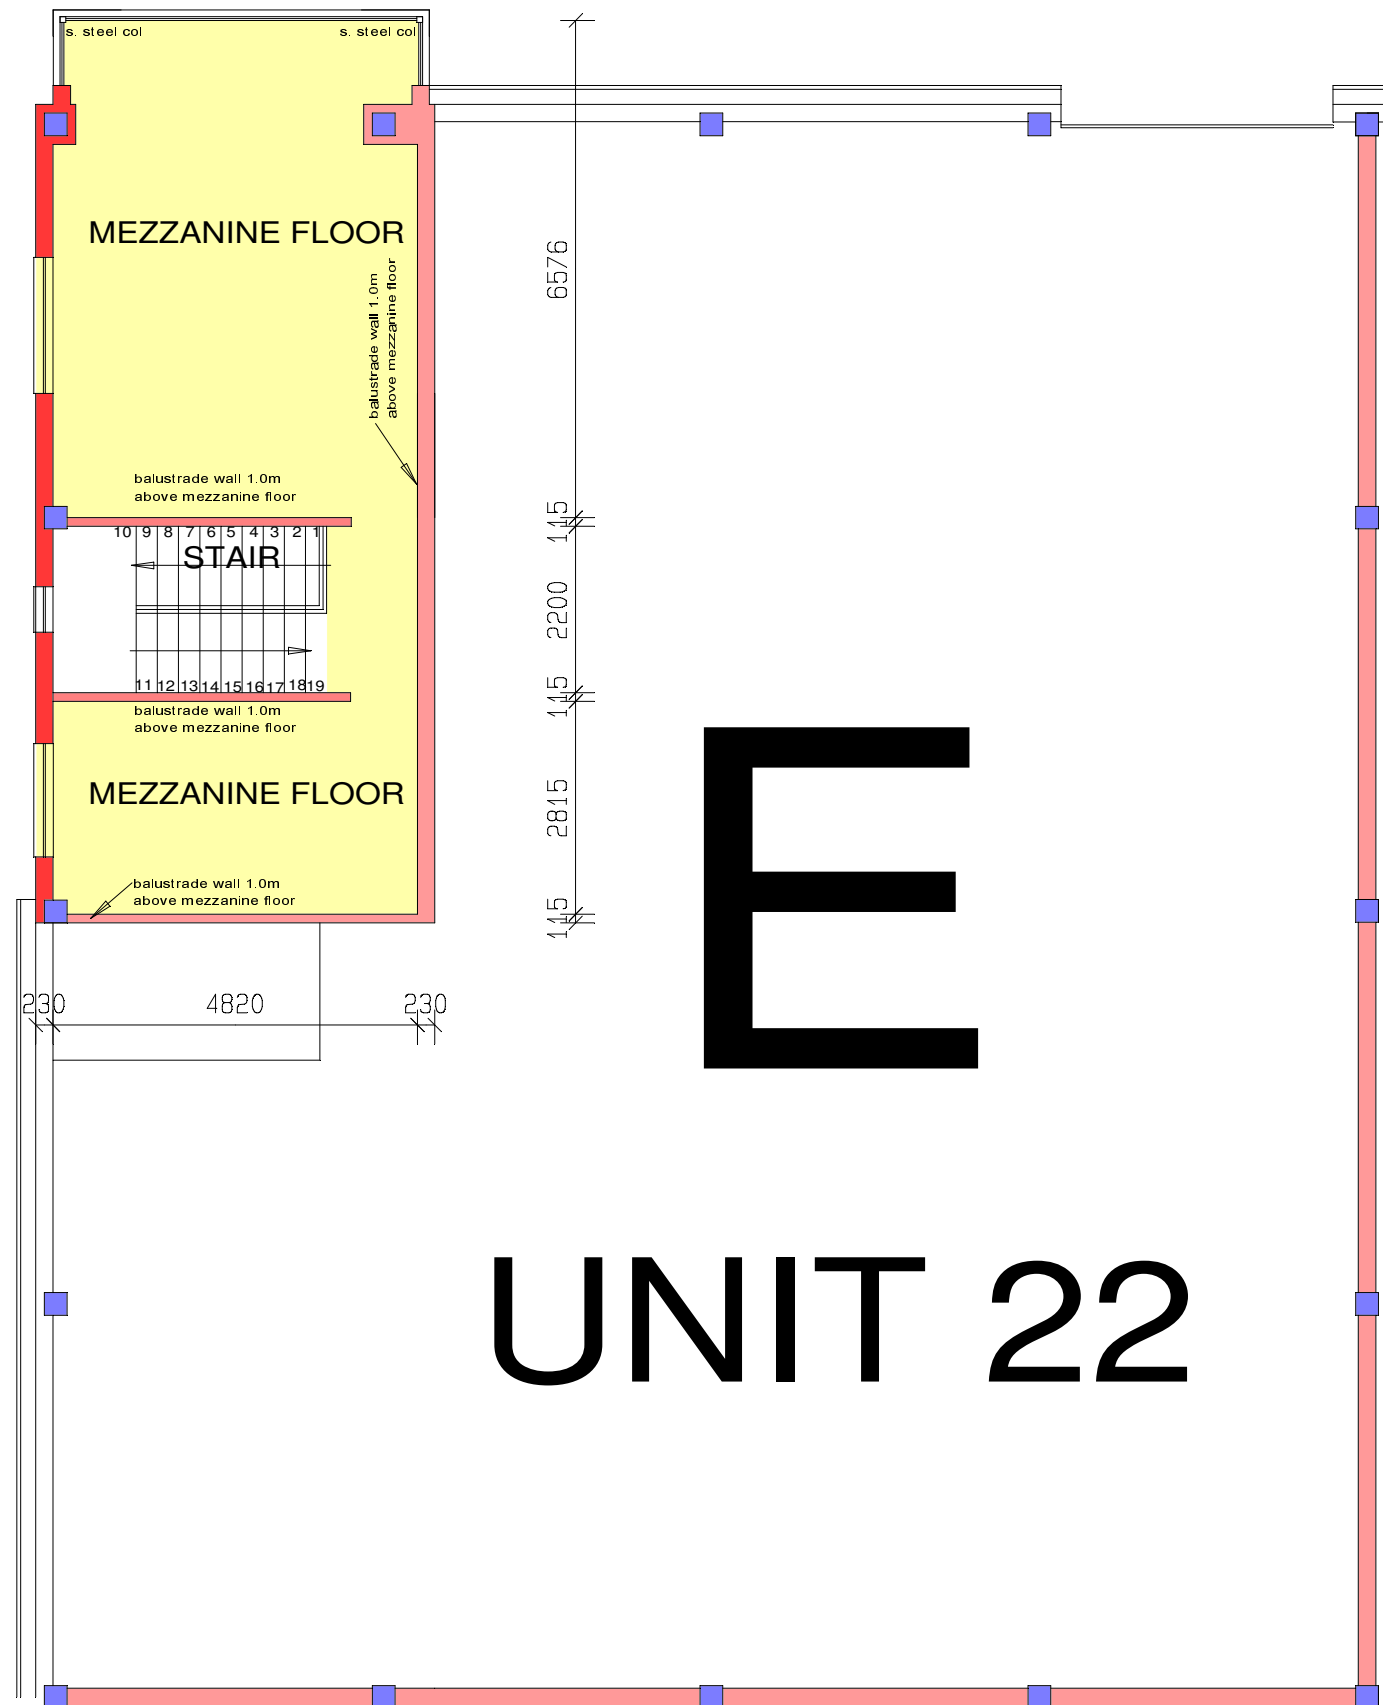 s. steel col
s. steel col
MEZZANINE FLOOR
balustrade wall 1.0m
above mezzanine floor
6576
balustrade wall 1.0m
above mezzanine floor
115
10 9 8 7 6 5 4 3 2 1
STAIR
2200
11 12 13 14 15 16 17 18 19
115
balustrade wall 1.0m
above mezzanine floor
MEZZANINE FLOOR
2815
balustrade wall 1.0m
above mezzanine floor
115
230 4820 230
E
UNIT 22